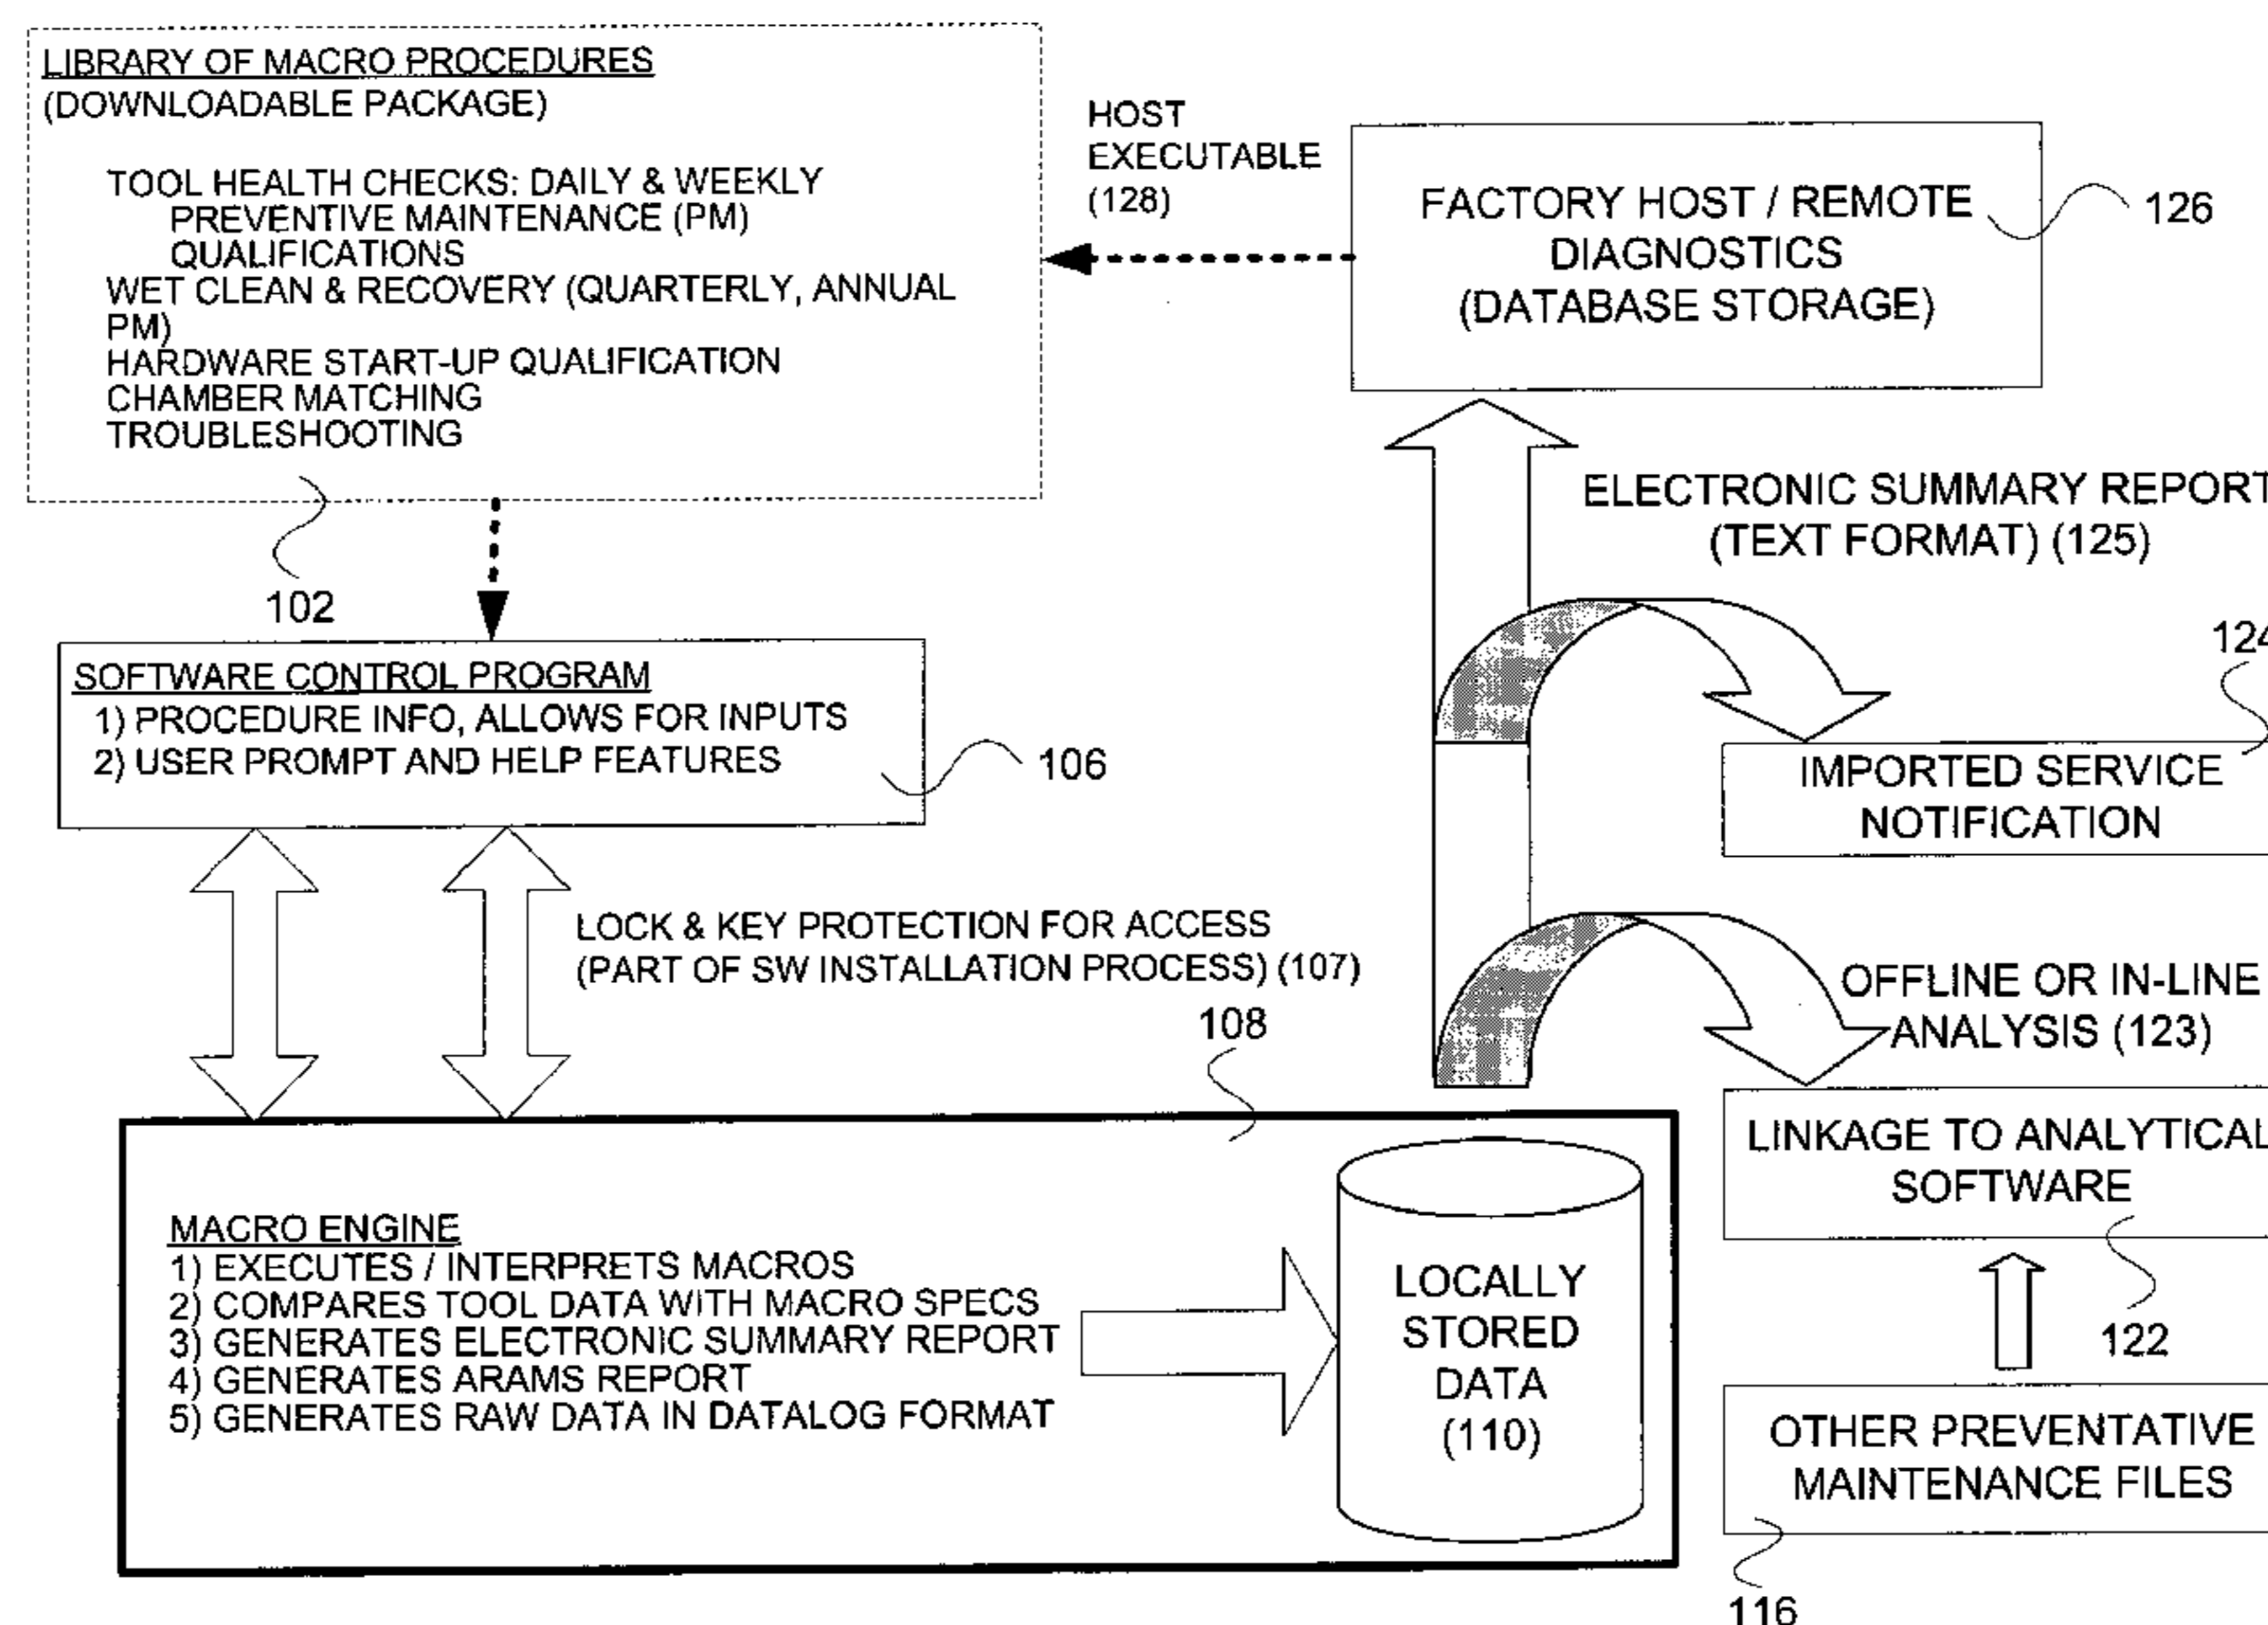 LIBRARY OF MACRO PROCEDURES
(DOWNLOADABLE PACKAGE)
TOOL HEALTH CHECKS: DAILY & WEEKLY
PREVENTIVE MAINTENANCE (PM)
QUALIFICATIONS
WET CLEAN & RECOVERY (QUARTERLY, ANNUAL
PM)
HARDWARE START-UP QUALIFICATION
CHAMBER MATCHING
TROUBLESHOOTING
102
HOST
EXECUTABLE
(128)
FACTORY HOST / REMOTE
DIAGNOSTICS
(DATABASE STORAGE)
126
ELECTRONIC SUMMARY REPORT
(TEXT FORMAT) (125)
SOFTWARE CONTROL PROGRAM
1) PROCEDURE INFO, ALLOWS FOR INPUTS
2) USER PROMPT AND HELP FEATURES
106
124
IMPORTED SERVICE
NOTIFICATION
LOCK & KEY PROTECTION FOR ACCESS
(PART OF SW INSTALLATION PROCESS) (107)
108
OFFLINE OR IN-LINE
ANALYSIS (123)
LINKAGE TO ANALYTICAL
SOFTWARE
122
MACRO ENGINE
1) EXECUTES / INTERPRETS MACROS
2) COMPARES TOOL DATA WITH MACRO SPECS
3) GENERATES ELECTRONIC SUMMARY REPORT
4) GENERATES ARAMS REPORT
5) GENERATES RAW DATA IN DATALOG FORMAT
LOCALLY
STORED
DATA
(110)
OTHER PREVENTATIVE
MAINTENANCE FILES
116